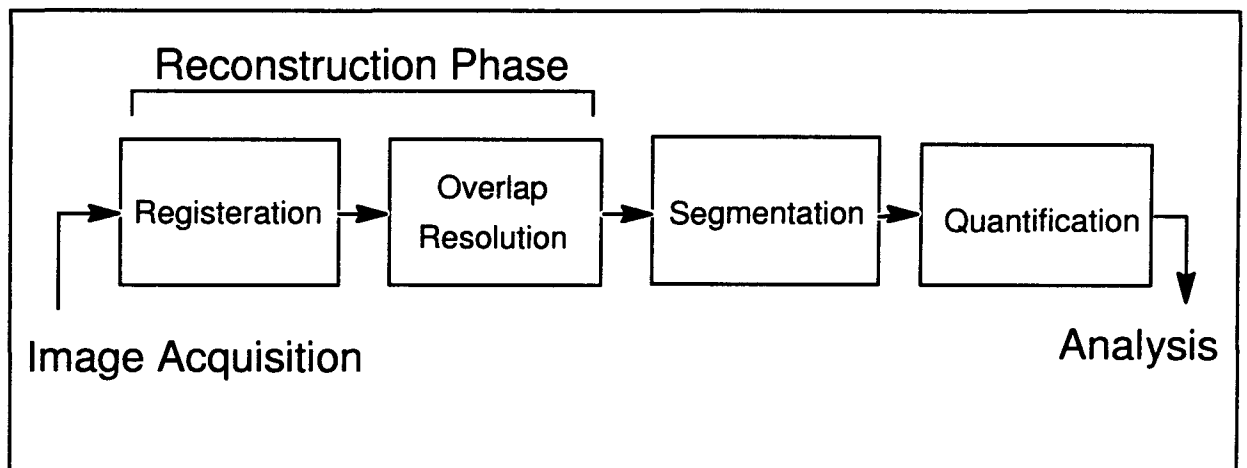 Reconstruction Phase
Registeration
Overlap
Resolution
Segmentation
Quantification
Image Acquisition
Analysis